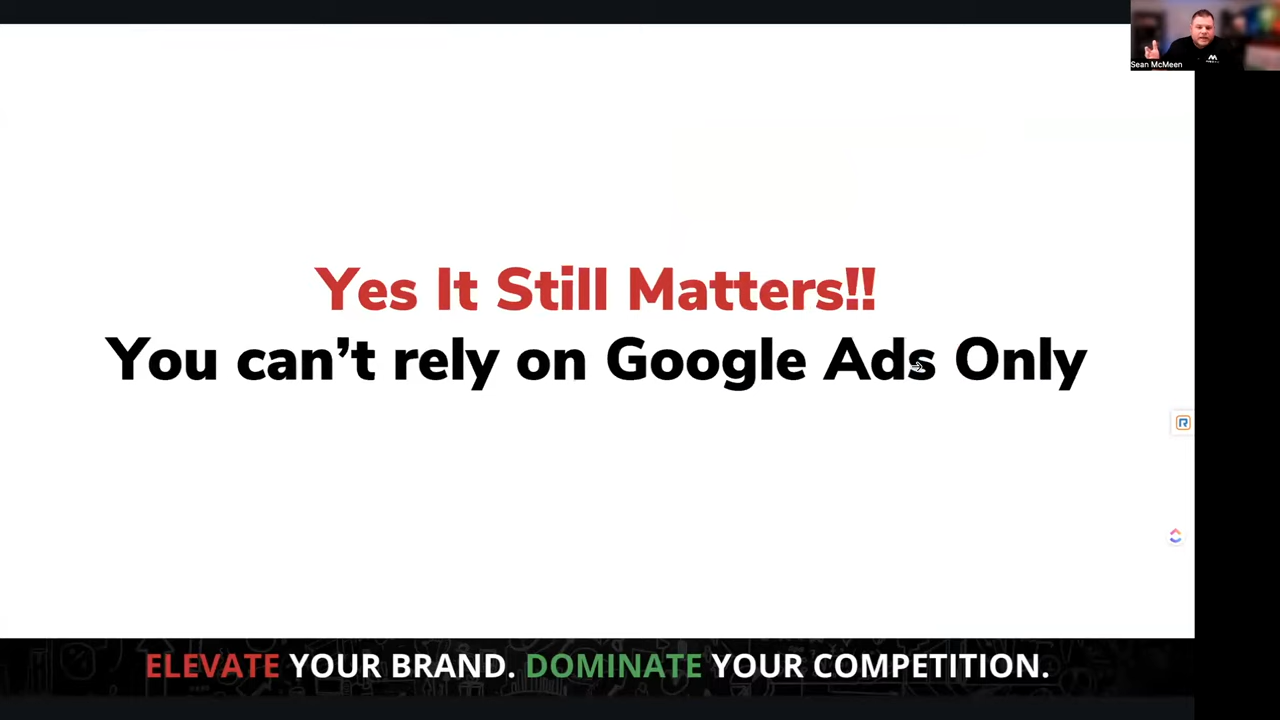 Sean McMeen
Yes It Still Matters!!
You can’t rely on Google Ads Only
ELEVATE YOUR BRAND. DOMINATE YOUR COMPETITION.